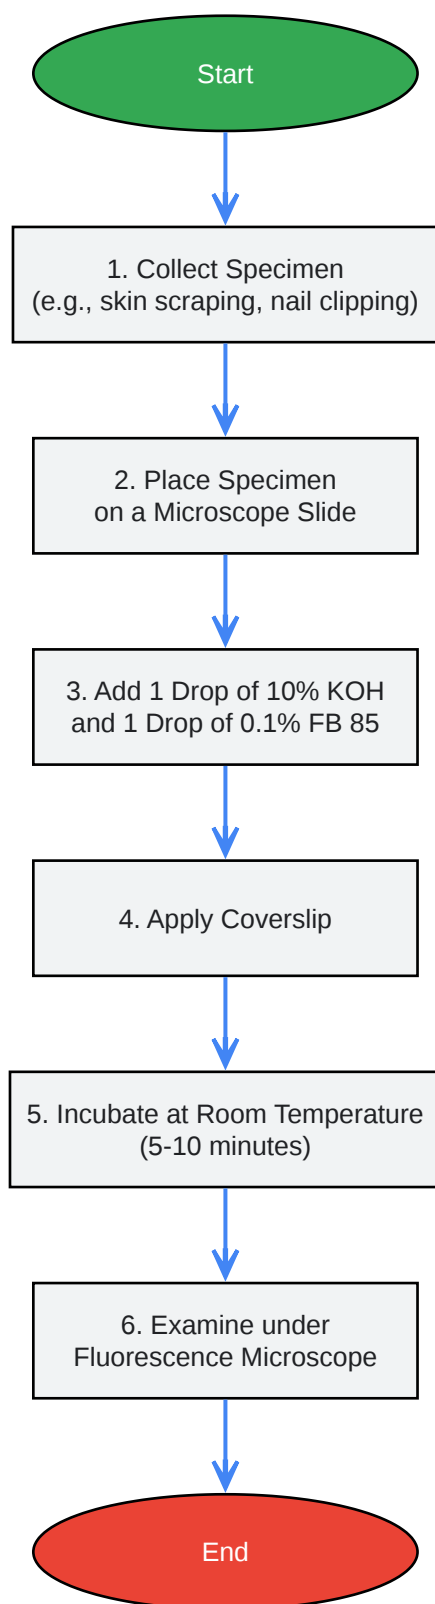 Start
1. Collect Specimen
(e.g., skin scraping, nail clipping)
2. Place Specimen
on a Microscope Slide
3. Add 1 Drop of 10% KOH
and 1 Drop of 0.1% FB 85
4. Apply Coverslip
5. Incubate at Room Temperature
(5-10 minutes)
6. Examine under
Fluorescence Microscope
End